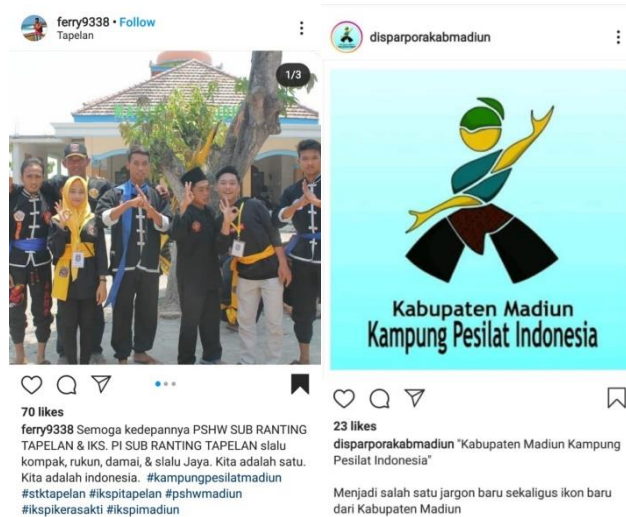 ferry9338 • Follow
Tapelan
1/3
70 likes
ferry9338 Semoga kedepannya PSHW SUB RANTING
TAPELAN & IKS. PI SUB RANTING TAPELAN slalu
kompak, rukun, damai, & slalu Jaya. Kita adalah satu.
Kita adalah indonesia. #kampungpesilatmadiun
#stktapelan #ikspitapelan #pshwmadiun
#ikspikerasakti #ikspimadiun
disparporakabmadiun
Kabupaten Madiun
Kampung Pesilat Indonesia
23 likes
disparporakabmadiun "Kabupaten Madiun Kampung
Pesilat Indonesia"
Menjadi salah satu jargon baru sekaligus ikon baru
dari Kabupaten Madiun